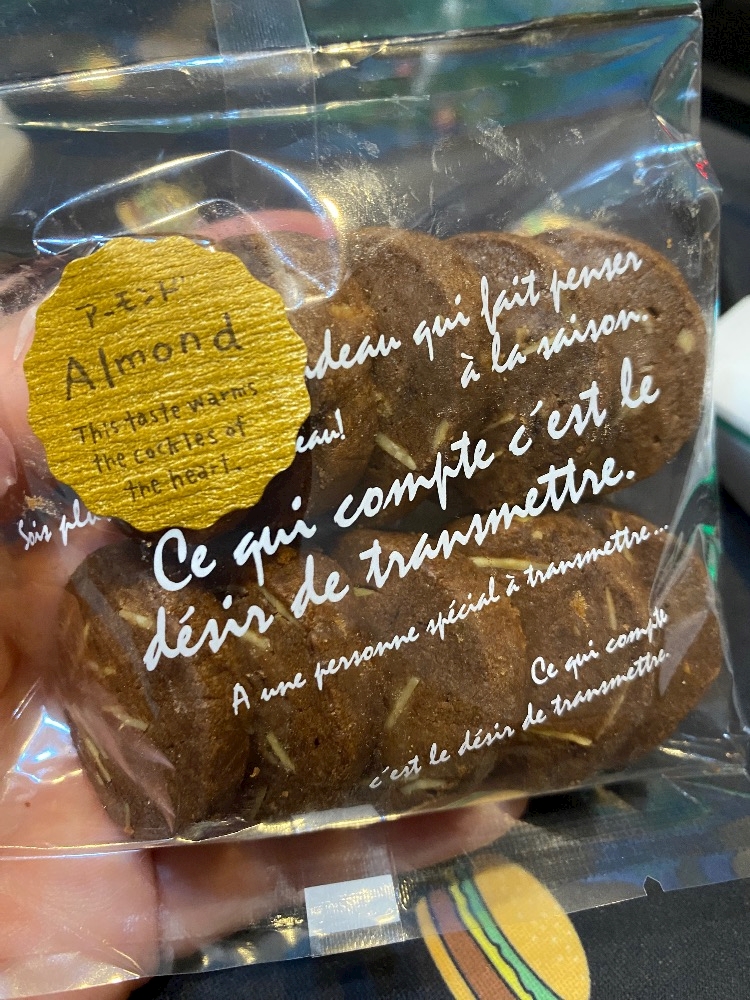 アーモンド
Almond
This taste warms
the cockles of
the heart.
adeau qui fait penser
à la saison.
eau!
Sois plu
Ce qui compte c'est le
désir de transmettre.
A une personne spécial à transmettre...
Ce qui compte
c'est le désir de transmettre.